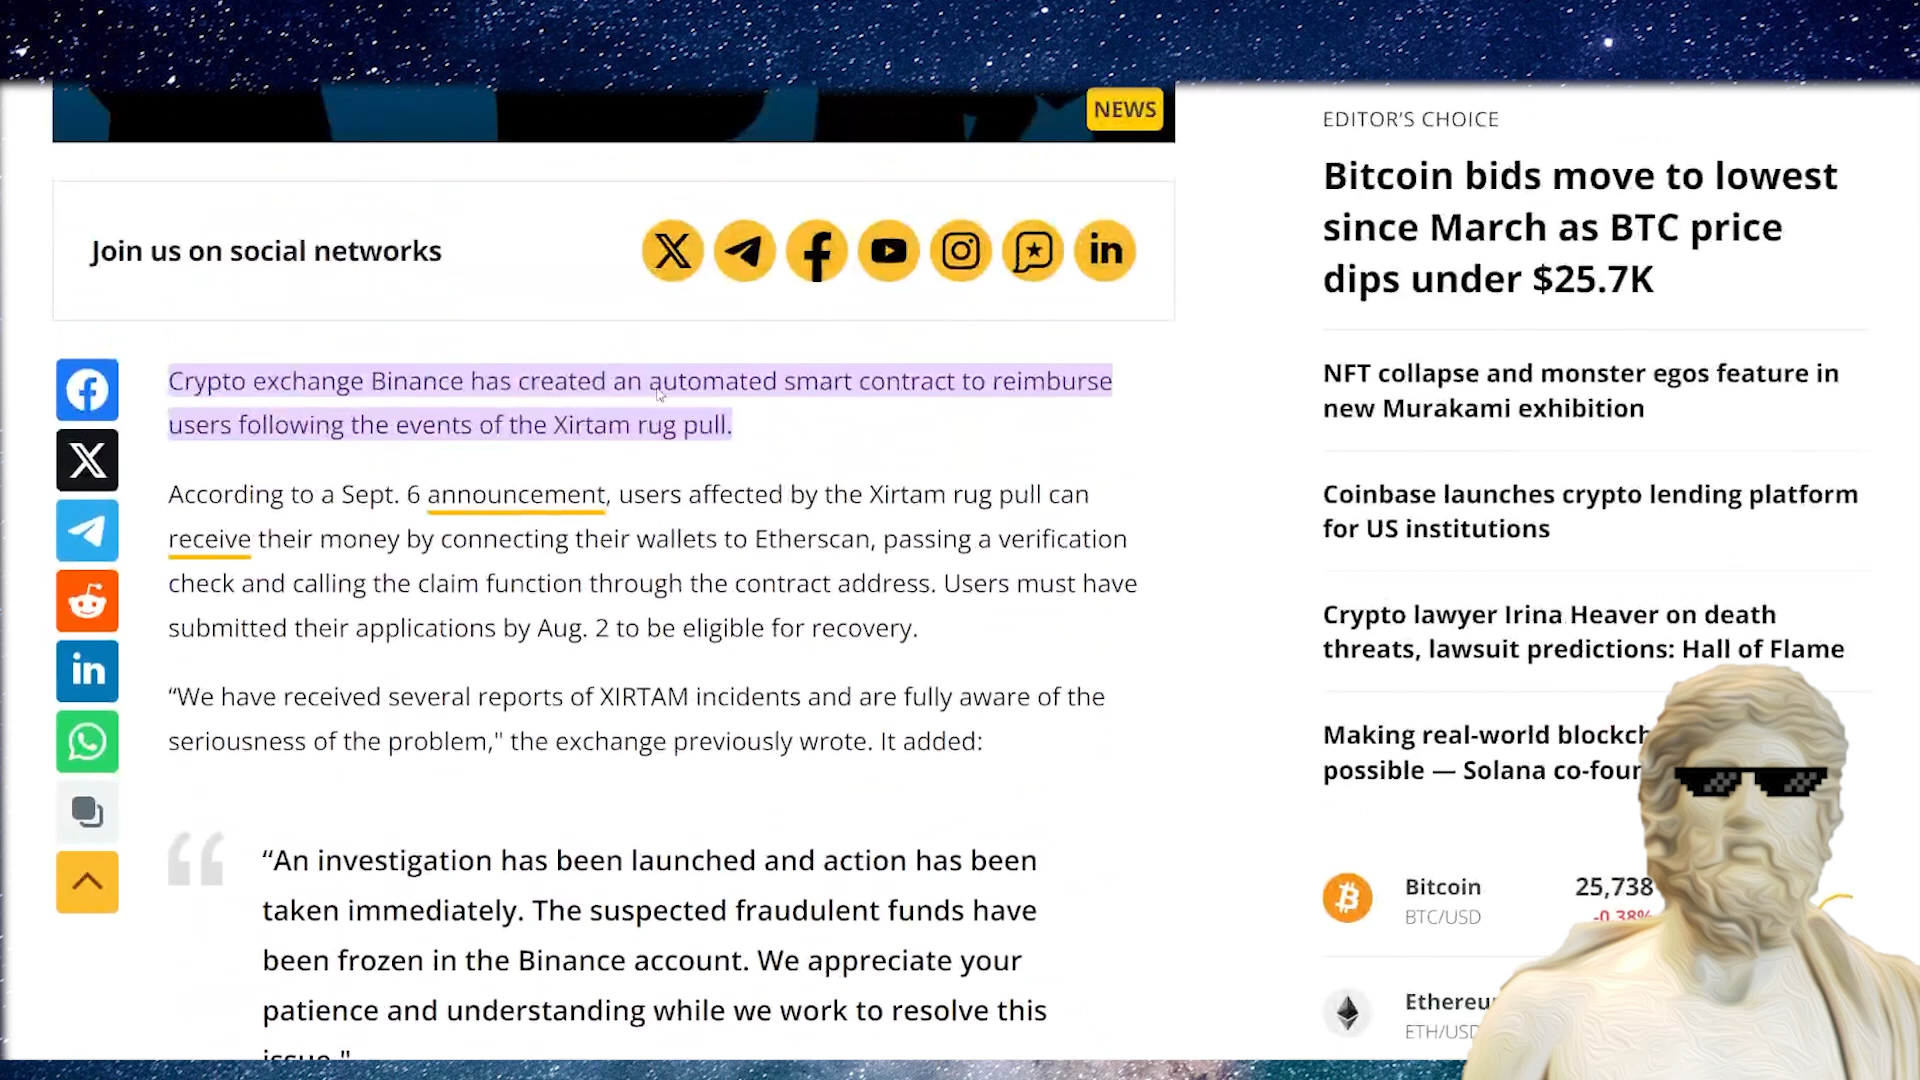 NEWS
Join us on social networks
Crypto exchange Binance has created an automated smart contract to reimburse
users following the events of the Xirtam rug pull.
According to a Sept. 6 announcement, users affected by the Xirtam rug pull can
receive their money by connecting their wallets to Etherscan, passing a verification
check and calling the claim function through the contract address. Users must have
submitted their applications by Aug. 2 to be eligible for recovery.
“We have received several reports of XIRTAM incidents and are fully aware of the
seriousness of the problem," the exchange previously wrote. It added:
“An investigation has been launched and action has been
taken immediately. The suspected fraudulent funds have
been frozen in the Binance account. We appreciate your
patience and understanding while we work to resolve this
issue."
EDITOR’S CHOICE
Bitcoin bids move to lowest
since March as BTC price
dips under $25.7K
NFT collapse and monster egos feature in
new Murakami exhibition
Coinbase launches crypto lending platform
for US institutions
Crypto lawyer Irina Heaver on death
threats, lawsuit predictions: Hall of Flame
Making real-world
possible — Solana
Bitcoin 25,738
BTC/USD -0.38%
ETH/USD